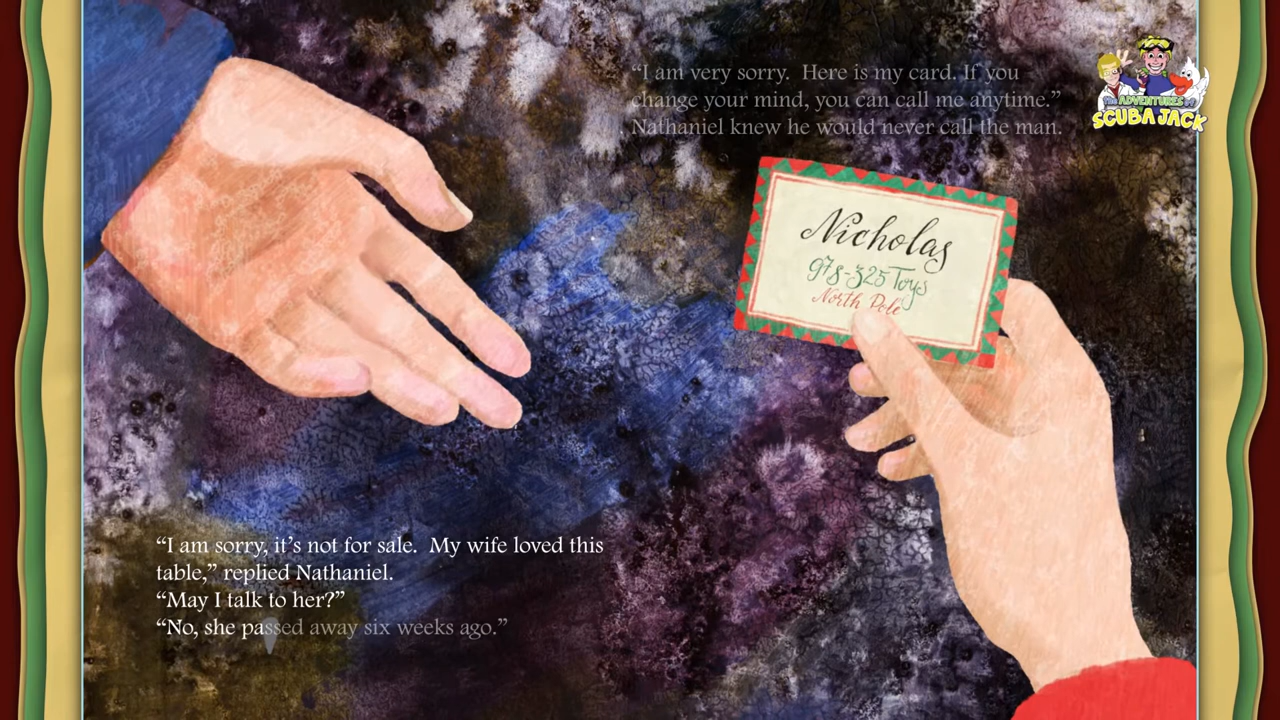 “I am very sorry.  Here is my card. If you
change your mind, you can call me anytime.”
Nathaniel knew he would never call the man.
THE ADVENTURES OF
SCUBA JACK
Nicholas
978-325 Toys
North Pole
“I am sorry, it’s not for sale.  My wife loved this
table,” replied Nathaniel.
“May I talk to her?”
“No, she passed away six weeks ago.”